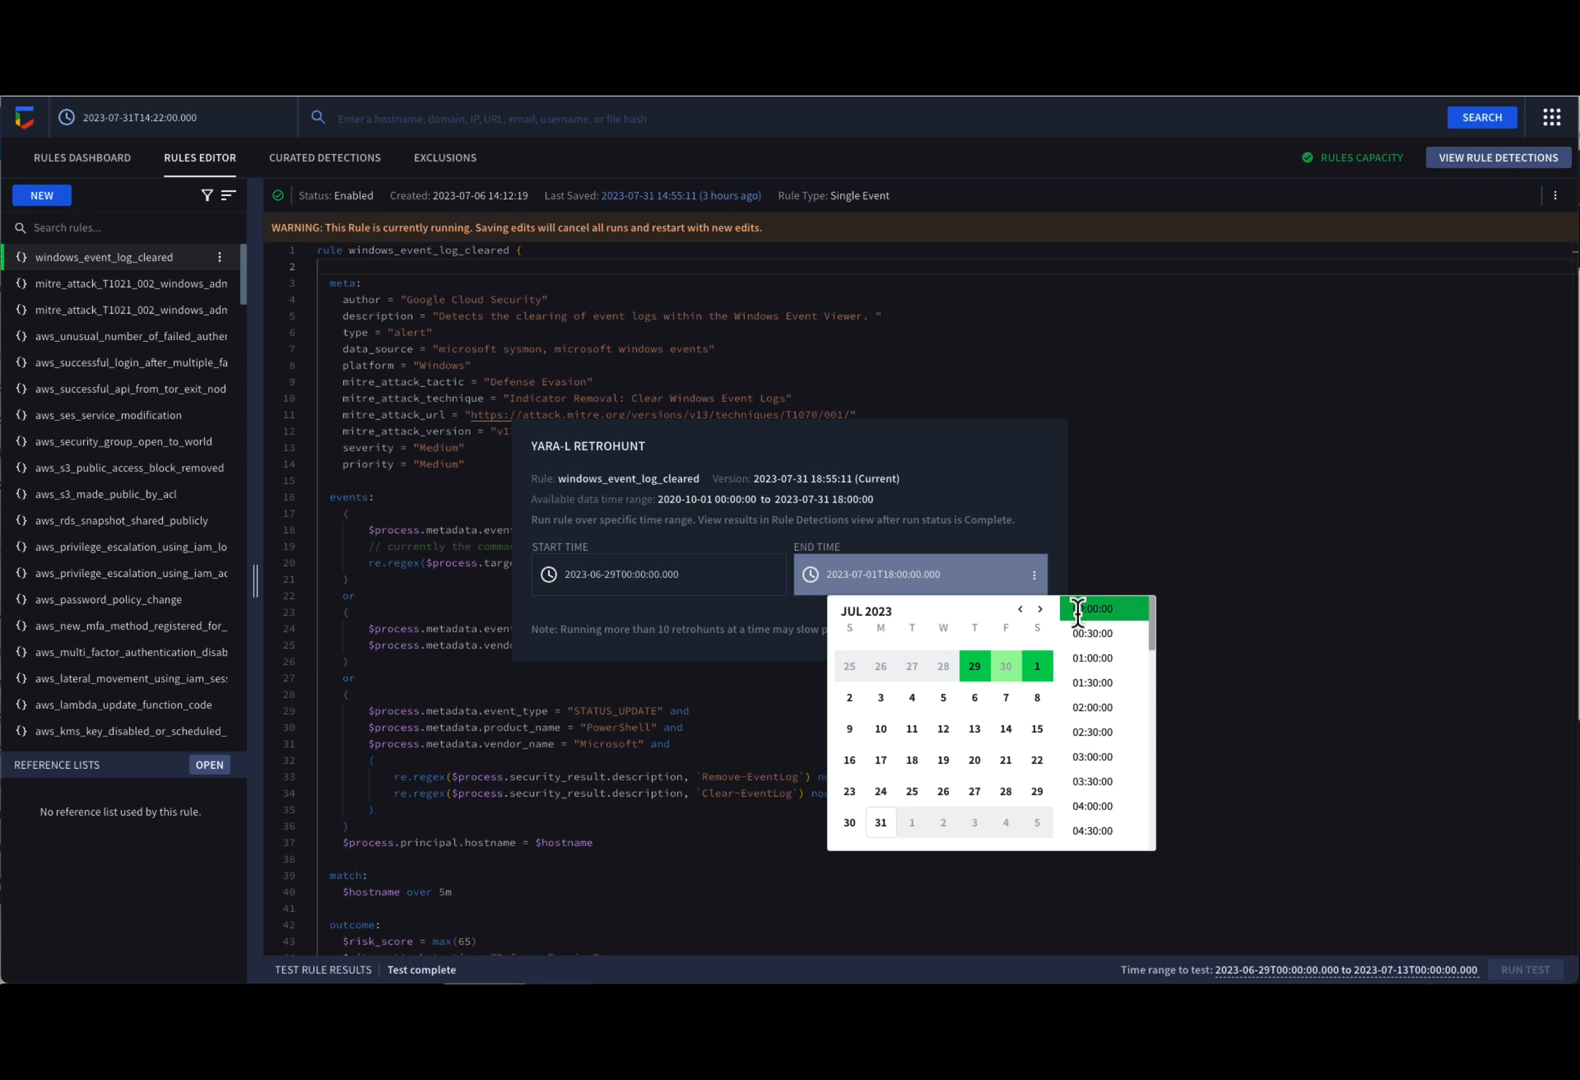 2023-07-31T14:22:00.000
Enter a hostname, domain, IP, URL, email, username, or file hash
SEARCH
RULES DASHBOARD
RULES EDITOR
CURATED DETECTIONS
EXCLUSIONS
RULES CAPACITY
VIEW RULE DETECTIONS
NEW
Status: Enabled
Created: 2023-07-06 14:12:19
Last Saved: 2023-07-31 14:55:11 (3 hours ago)
Rule Type: Single Event
Search rules...
windows_event_log_cleared
mitre_attack_T1021_002_windows_adm
mitre_attack_T1021_002_windows_adm
aws_unusual_number_of_failed_auther
aws_successful_login_after_multiple_fa
aws_successful_api_from_tor_exit_nod
aws_ses_service_modification
aws_security_group_open_to_world
aws_s3_public_access_block_removed
aws_s3_made_public_by_acl
aws_rds_snapshot_shared_publicly
aws_privilege_escalation_using_iam_lo
aws_privilege_escalation_using_iam_ac
aws_password_policy_change
aws_new_mfa_method_registered_for_
aws_multi_factor_authentication_disab
aws_lateral_movement_using_iam_ses
aws_lambda_update_function_code
aws_kms_key_disabled_or_scheduled_
REFERENCE LISTS
OPEN
No reference list used by this rule.
WARNING: This Rule is currently running. Saving edits will cancel all runs and restart with new edits.
1 rule windows_event_log_cleared {
2
3 meta:
4 author = "Google Cloud Security"
5 description = "Detects the clearing of event logs within the Windows Event Viewer. "
6 type = "alert"
7 data_source = "microsoft sysmon, microsoft windows events"
8 platform = "Windows"
9 mitre_attack_tactic = "Defense Evasion"
10 mitre_attack_technique = "Indicator Removal: Clear Windows Event Logs"
11 mitre_attack_url = "https://attack.mitre.org/versions/v13/techniques/T1070/001/"
12 mitre_attack_version = "v1
13 severity = "Medium"
14 priority = "Medium"
15
16 events:
17 (
18 $process.metadata.even
19 // currently the comma
20 re.regex($process.targ
21 )
22 or
23 (
24 $process.metadata.even
25 $process.metadata.vend
26 )
27 or
28 (
29 $process.metadata.event_type = "STATUS_UPDATE" and
30 $process.metadata.product_name = "PowerShell" and
31 $process.metadata.vendor_name = "Microsoft" and
32 (
33 re.regex($process.security_result.description, `Remove-EventLog`) no
34 re.regex($process.security_result.description, `Clear-EventLog`) noc
35 )
36 )
37 $process.principal.hostname = $hostname
38
39 match:
40 $hostname over 5m
41
42 outcome:
43 $risk_score = max(65)
YARA-L RETROHUNT
Rule: windows_event_log_cleared
Version: 2023-07-31 18:55:11 (Current)
Available data time range: 2020-10-01 00:00:00 to 2023-07-31 18:00:00
Run rule over specific time range. View results in Rule Detections view after run status is Complete.
START TIME
END TIME
2023-06-29T00:00:00.000
2023-07-01T18:00:00.000
Note: Running more than 10 retrohunts at a time may slow p
JUL 2023
S M T W T F S
25 26 27 28 29 30 1
2 3 4 5 6 7 8
9 10 11 12 13 14 15
16 17 18 19 20 21 22
23 24 25 26 27 28 29
30 31 1 2 3 4 5
00:30:00
01:00:00
01:30:00
02:00:00
02:30:00
03:00:00
03:30:00
04:00:00
04:30:00
TEST RULE RESULTS
Test complete
Time range to test: 2023-06-29T00:00:00.000 to 2023-07-13T00:00:00.000
RUN TEST